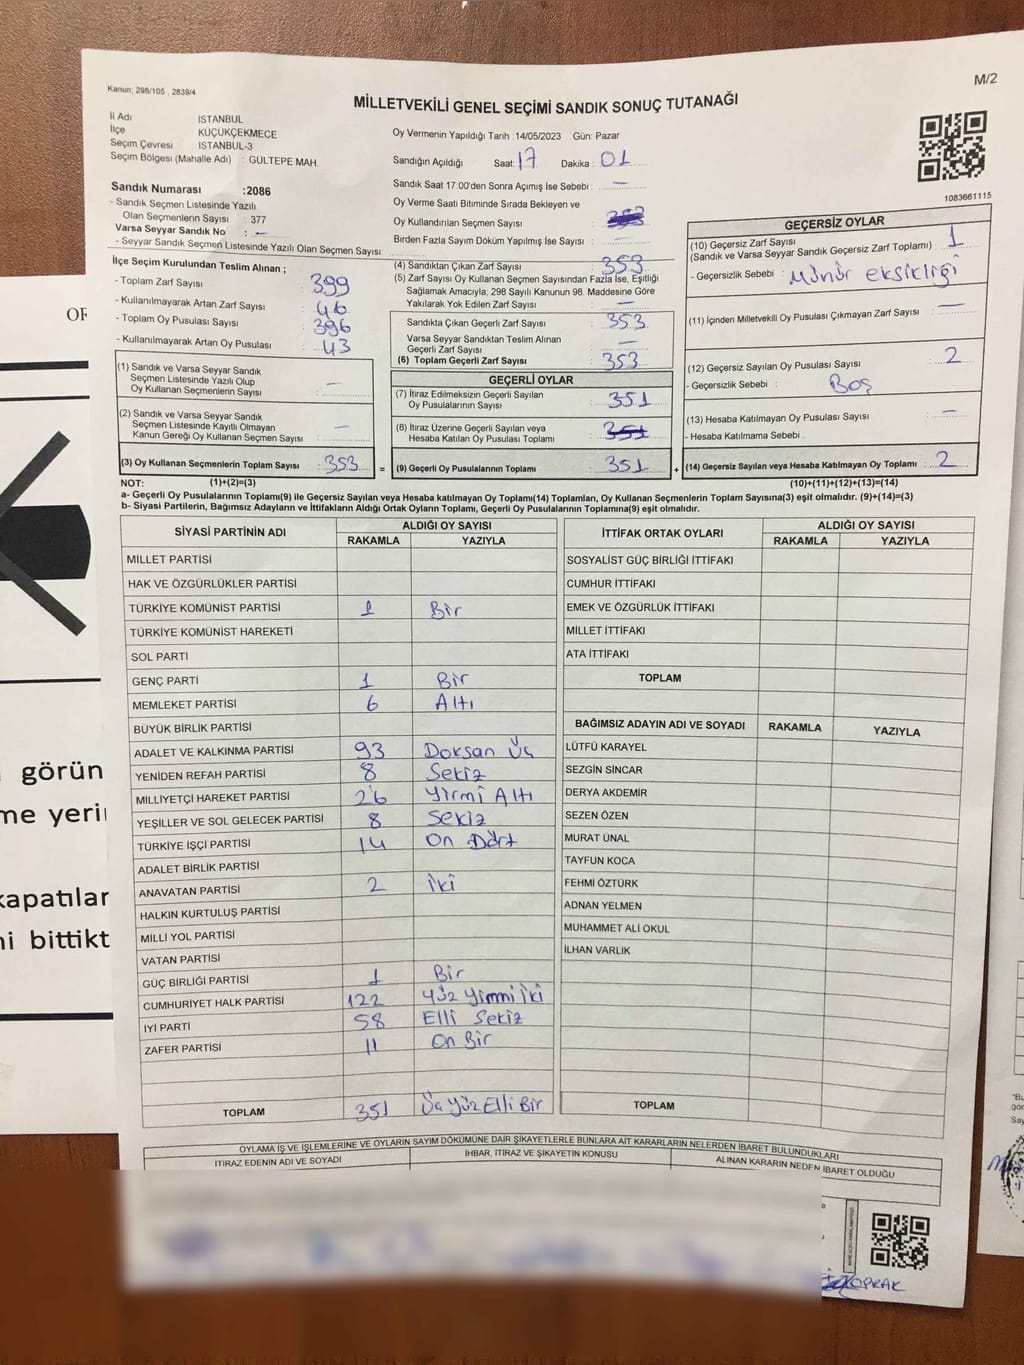 M/2
Kanun; 298/105 , 2839/4
MİLLETVEKİLİ GENEL SEÇİMİ SANDIK SONUÇ TUTANAĞI
İl Adı İSTANBUL
İlçe KÜÇÜKÇEKMECE
Seçim Çevresi İSTANBUL-3
Seçim Bölgesi (Mahalle Adı) : GÜLTEPE MAH.
Sandık Numarası :2086
- Sandık Seçmen Listesinde Yazılı
Olan Seçmenlerin Sayısı : 377
Varsa Seyyar Sandık No : -
- Seyyar Sandık Seçmen Listesinde Yazılı Olan Seçmen Sayısı
Oy Vermenin Yapıldığı Tarih :14/05/2023 Gün: Pazar
Sandığın Açıldığı Saat: 17 Dakika : 01
Sandık Saat 17:00'den Sonra Açımış İse Sebebi : -
Oy Verme Saati Bitiminde Sırada Bekleyen ve
Oy Kullandırılan Seçmen Sayısı : 353
Birden Fazla Sayım Döküm Yapılmış İse Sayısı : -
1083661115
İlçe Seçim Kurulundan Teslim Alınan ;
- Toplam Zarf Sayısı : 399
- Kullanılmayarak Artan Zarf Sayısı : 46
- Toplam Oy Pusulası Sayısı : 396
- Kullanılmayarak Artan Oy Pusulası : 43
(1) Sandık ve Varsa Seyyar Sandık
Seçmen Listesinde Yazılı Olup
Oy Kullanan Seçmenlerin Sayısı : -
(2) Sandık ve Varsa Seyyar Sandık
Seçmen Listesinde Kayıtlı Olmayan
Kanun Gereği Oy Kullanan Seçmen Sayısı : -
(3) Oy Kullanan Seçmenlerin Toplam Sayısı : 353
(4) Sandıktan Çıkan Zarf Sayısı : 353
(5) Zarf Sayısı Oy Kullanan Seçmen Sayısından Fazla İse, Eşitliği
Sağlamak Amacıyla; 298 Sayılı Kanunun 98. Maddesine Göre
Yakılarak Yok Edilen Zarf Sayısı : -
Sandıkta Çıkan Geçerli Zarf Sayısı : 353
Varsa Seyyar Sandıktan Teslim Alınan
Geçerli Zarf Sayısı : -
(6) Toplam Geçerli Zarf Sayısı : 353
GEÇERLİ OYLAR
(7) İtiraz Edilmeksizin Geçerli Sayılan
Oy Pusulalarının Sayısı : 351
(8) İtiraz Üzerine Geçerli Sayılan veya
Hesaba Katılan Oy Pusulası Toplamı : 351
= (9) Geçerli Oy Pusulalarının Toplamı : 351 +
GEÇERSİZ OYLAR
(10) Geçersiz Zarf Sayısı
(Sandık ve Varsa Seyyar Sandık Geçersiz Zarf Toplamı) : 1
- Geçersizlik Sebebi : Mühür eksikliği
(11) İçinden Milletvekili Oy Pusulası Çıkmayan Zarf Sayısı : -
(12) Geçersiz Sayılan Oy Pusulası Sayısı : 2
- Geçersizlik Sebebi : Boş
(13) Hesaba Katılmayan Oy Pusulası Sayısı : -
- Hesaba Katılmama Sebebi :
(14) Geçersiz Sayılan veya Hesaba Katılmayan Oy Toplamı : 2
NOT: (1)+(2)=(3) (10)+(11)+(12)+(13)=(14)
a- Geçerli Oy Pusulalarının Toplamı(9) ile Geçersiz Sayılan veya Hesaba katılmayan Oy Toplamı(14) Toplamları, Oy Kullanan Seçmenlerin Toplam Sayısına(3) eşit olmalıdır. (9)+(14)=(3)
b- Siyasi Partilerin, Bağımsız Adayların ve İttifakların Aldığı Ortak Oyların Toplamı, Geçerli Oy Pusulalarının Toplamına(9) eşit olmalıdır.
SİYASİ PARTİNİN ADI ALDIĞI OY SAYISI
RAKAMLA YAZIYLA
MİLLET PARTİSİ
HAK VE ÖZGÜRLÜKLER PARTİSİ
TÜRKİYE KOMÜNİST PARTİSİ 1 Bir
TÜRKİYE KOMÜNİST HAREKETİ
SOL PARTİ
GENÇ PARTİ 1 Bir
MEMLEKET PARTİSİ 6 Altı
BÜYÜK BİRLİK PARTİSİ
ADALET VE KALKINMA PARTİSİ 93 Doksan Üç
YENİDEN REFAH PARTİSİ 8 Sekiz
MİLLİYETÇİ HAREKET PARTİSİ 26 Yirmi Altı
YEŞİLLER VE SOL GELECEK PARTİSİ 8 Sekiz
TÜRKİYE İŞÇİ PARTİSİ 14 On Dört
ADALET BİRLİK PARTİSİ
ANAVATAN PARTİSİ 2 İki
HALKIN KURTULUŞ PARTİSİ
MİLLİ YOL PARTİSİ
VATAN PARTİSİ
GÜÇ BİRLİĞİ PARTİSİ 1 Bir
CUMHURİYET HALK PARTİSİ 122 Yüz Yirmi İki
İYİ PARTİ 58 Elli Sekiz
ZAFER PARTİSİ 11 On Bir
TOPLAM 351 Üç Yüz Elli Bir
İTTİFAK ORTAK OYLARI ALDIĞI OY SAYISI
RAKAMLA YAZIYLA
SOSYALİST GÜÇ BİRLİĞİ İTTİFAKI
CUMHUR İTTİFAKI
EMEK VE ÖZGÜRLÜK İTTİFAKI
MİLLET İTTİFAKI
ATA İTTİFAKI
TOPLAM
BAĞIMSIZ ADAYIN ADI VE SOYADI RAKAMLA YAZIYLA
LÜTFÜ KARAYEL
SEZGİN SİNCAR
DERYA AKDEMİR
SEZEN ÖZEN
MURAT ÜNAL
TAYFUN KOCA
FEHMİ ÖZTÜRK
ADNAN YELMEN
MUHAMMET ALİ OKUL
İLHAN VARLIK
TOPLAM
OYLAMA İŞ VE İŞLEMLERİNE VE OYLARIN SAYIM DÖKÜMÜNE DAİR ŞİKAYETLERLE BUNLARA AİT KARARLARIN NELERDEN İBARET BULUNDUKLARI
İTİRAZ EDENİN ADI VE SOYADI İHBAR, İTİRAZ VE ŞİKAYETİN KONUSU ALINAN KARARIN NEDEN İBARET OLDUĞU
görün
me yeri
kapatılar
ni bittikt